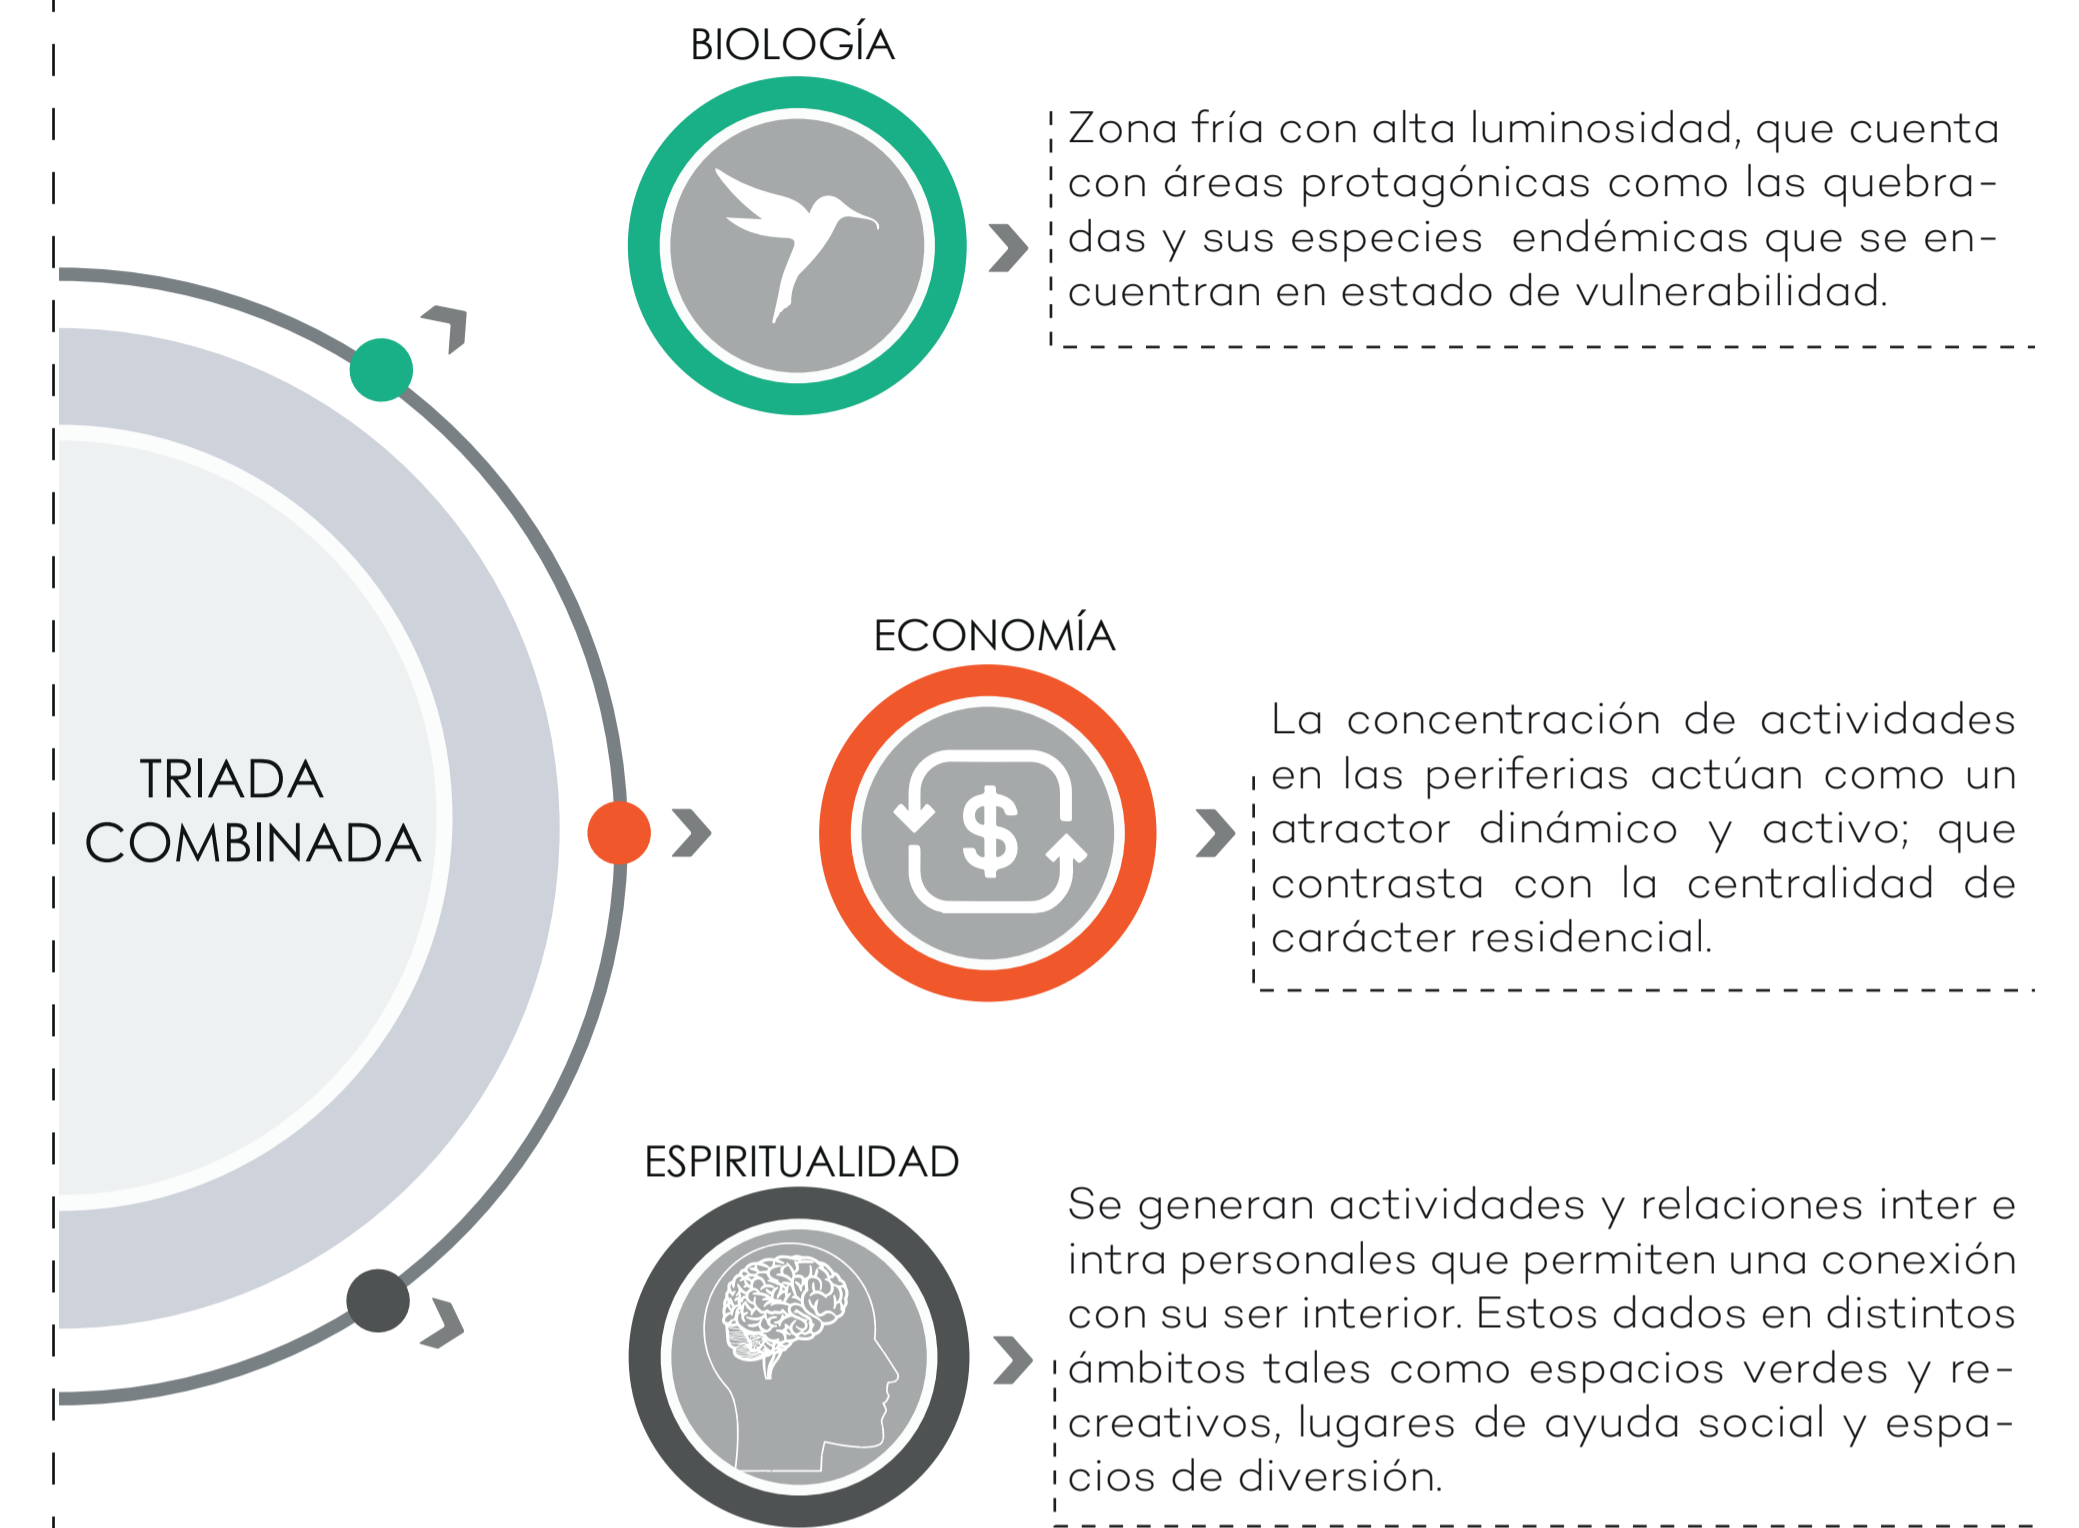 BIOLOGÍA
Zona fría con alta luminosidad, que cuenta
con áreas protagónicas como las quebra-
das y sus especies endémicas que se en-
cuentran en estado de vulnerabilidad.
TRIADA
COMBINADA
ECONOMÍA
$
La concentración de actividades
en las periferias actúan como un
atractor dinámico y activo; que
contrasta con la centralidad de
carácter residencial.
ESPIRITUALIDAD
Se generan actividades y relaciones inter e
intra personales que permiten una conexión
con su ser interior. Estos dados en distintos
ámbitos tales como espacios verdes y re-
creativos, lugares de ayuda social y espa-
cios de diversión.